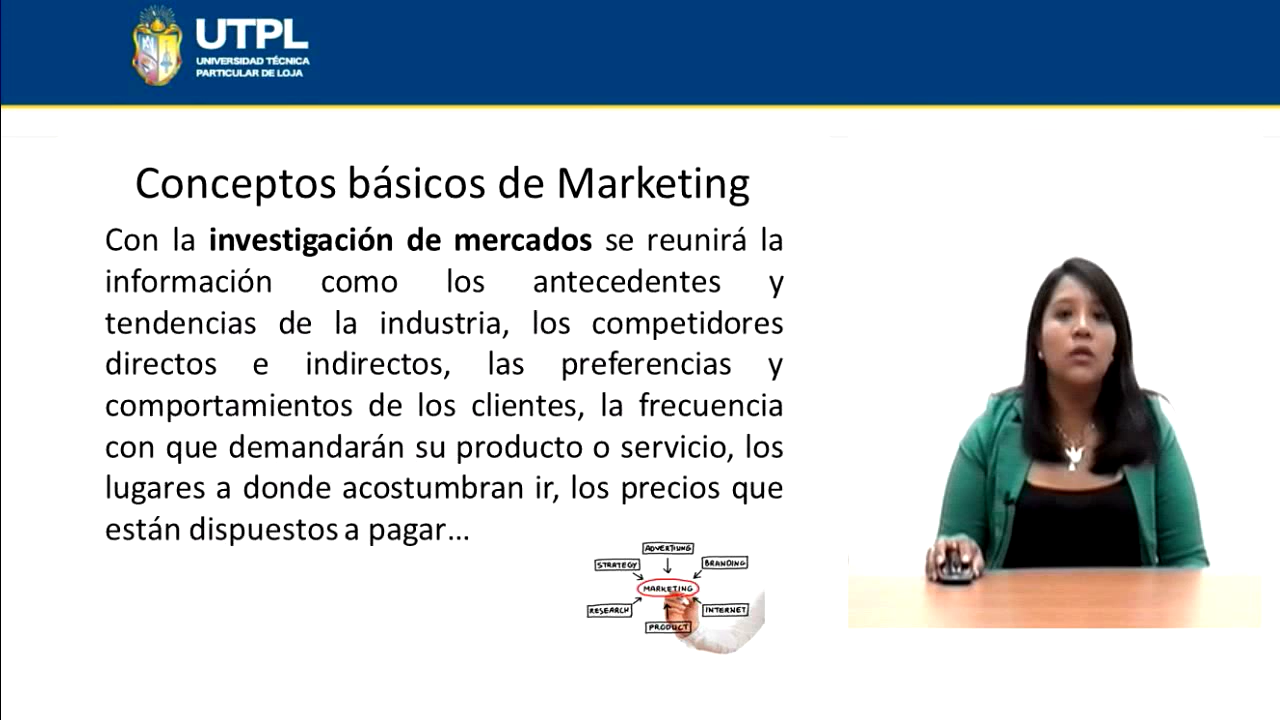 UTPL
UNIVERSIDAD TÉCNICA
PARTICULAR DE LOJA
Conceptos básicos de Marketing
Con la investigación de mercados se reunirá la
información como los antecedentes y
tendencias de la industria, los competidores
directos e indirectos, las preferencias y
comportamientos de los clientes, la frecuencia
con que demandarán su producto o servicio, los
lugares a donde acostumbran ir, los precios que
están dispuestos a pagar...
ADVERTISING
STRATEGY
BRANDING
MARKETING
RESEARCH
INTERNET
PRODUCT